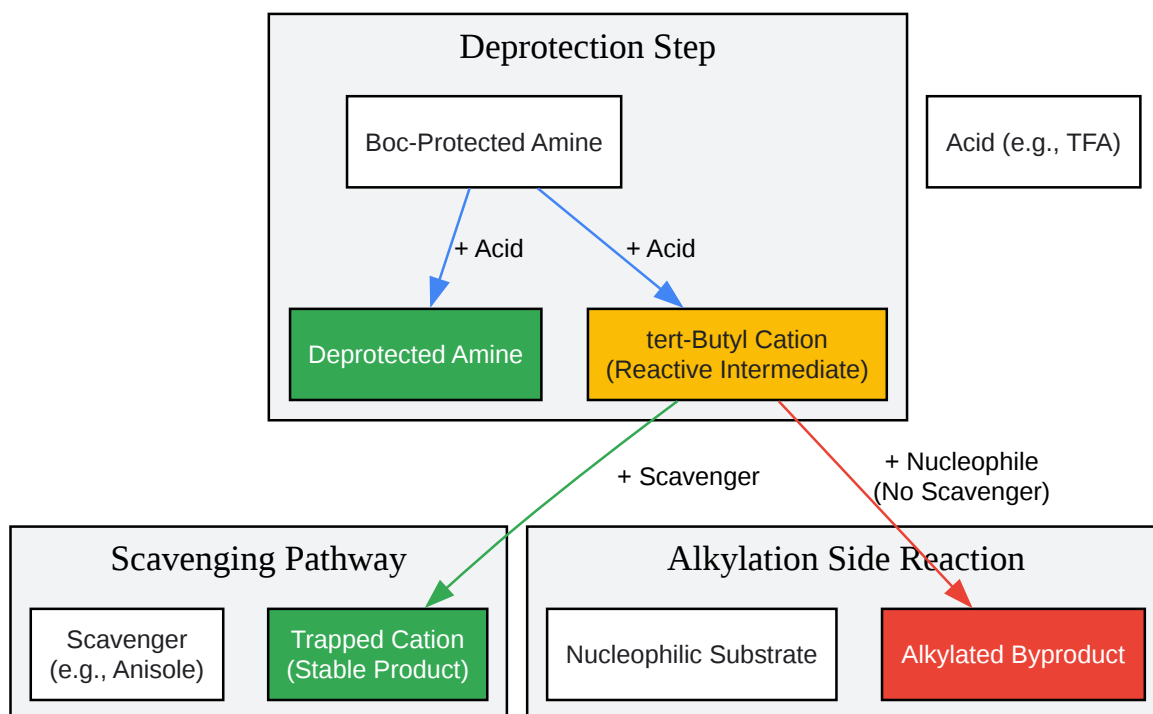 Deprotection Step
Boc-Protected Amine
Acid (e.g., TFA)
+ Acid
+ Acid
Deprotected Amine
tert-Butyl Cation
(Reactive Intermediate)
+ Scavenger
+ Nucleophile
(No Scavenger)
Scavenging Pathway
Scavenger
(e.g., Anisole)
Trapped Cation
(Stable Product)
Alkylation Side Reaction
Nucleophilic Substrate
Alkylated Byproduct